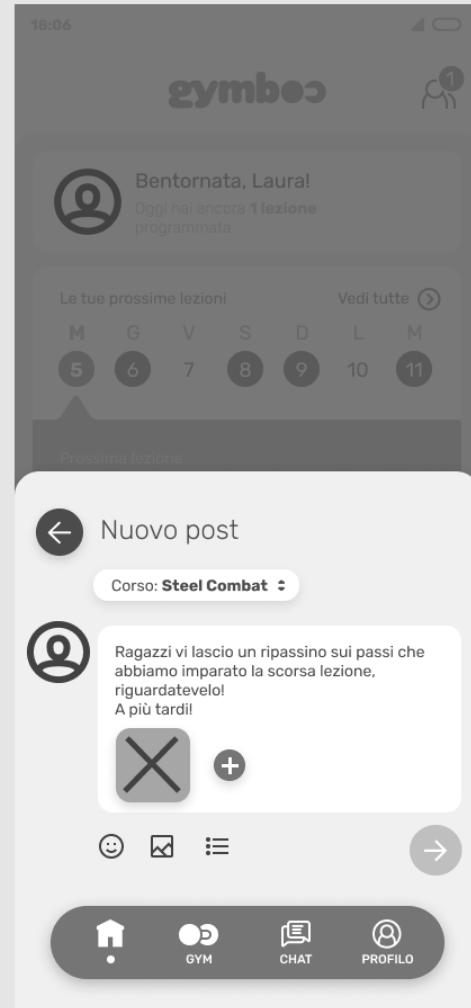 18:06
gymboo
1
Bentornata, Laura!
Oggi hai ancora 1 lezione
programmata
Le tue prossime lezioni Vedi tutte
M G V S D L M
5 6 7 8 9 10 11
Prossima lezione
Nuovo post
Corso: Steel Combat
Ragazzi vi lascio un ripassino sui passi che
abbiamo imparato la scorsa lezione,
riguardatevelo!
A più tardi!
GYM CHAT PROFILO